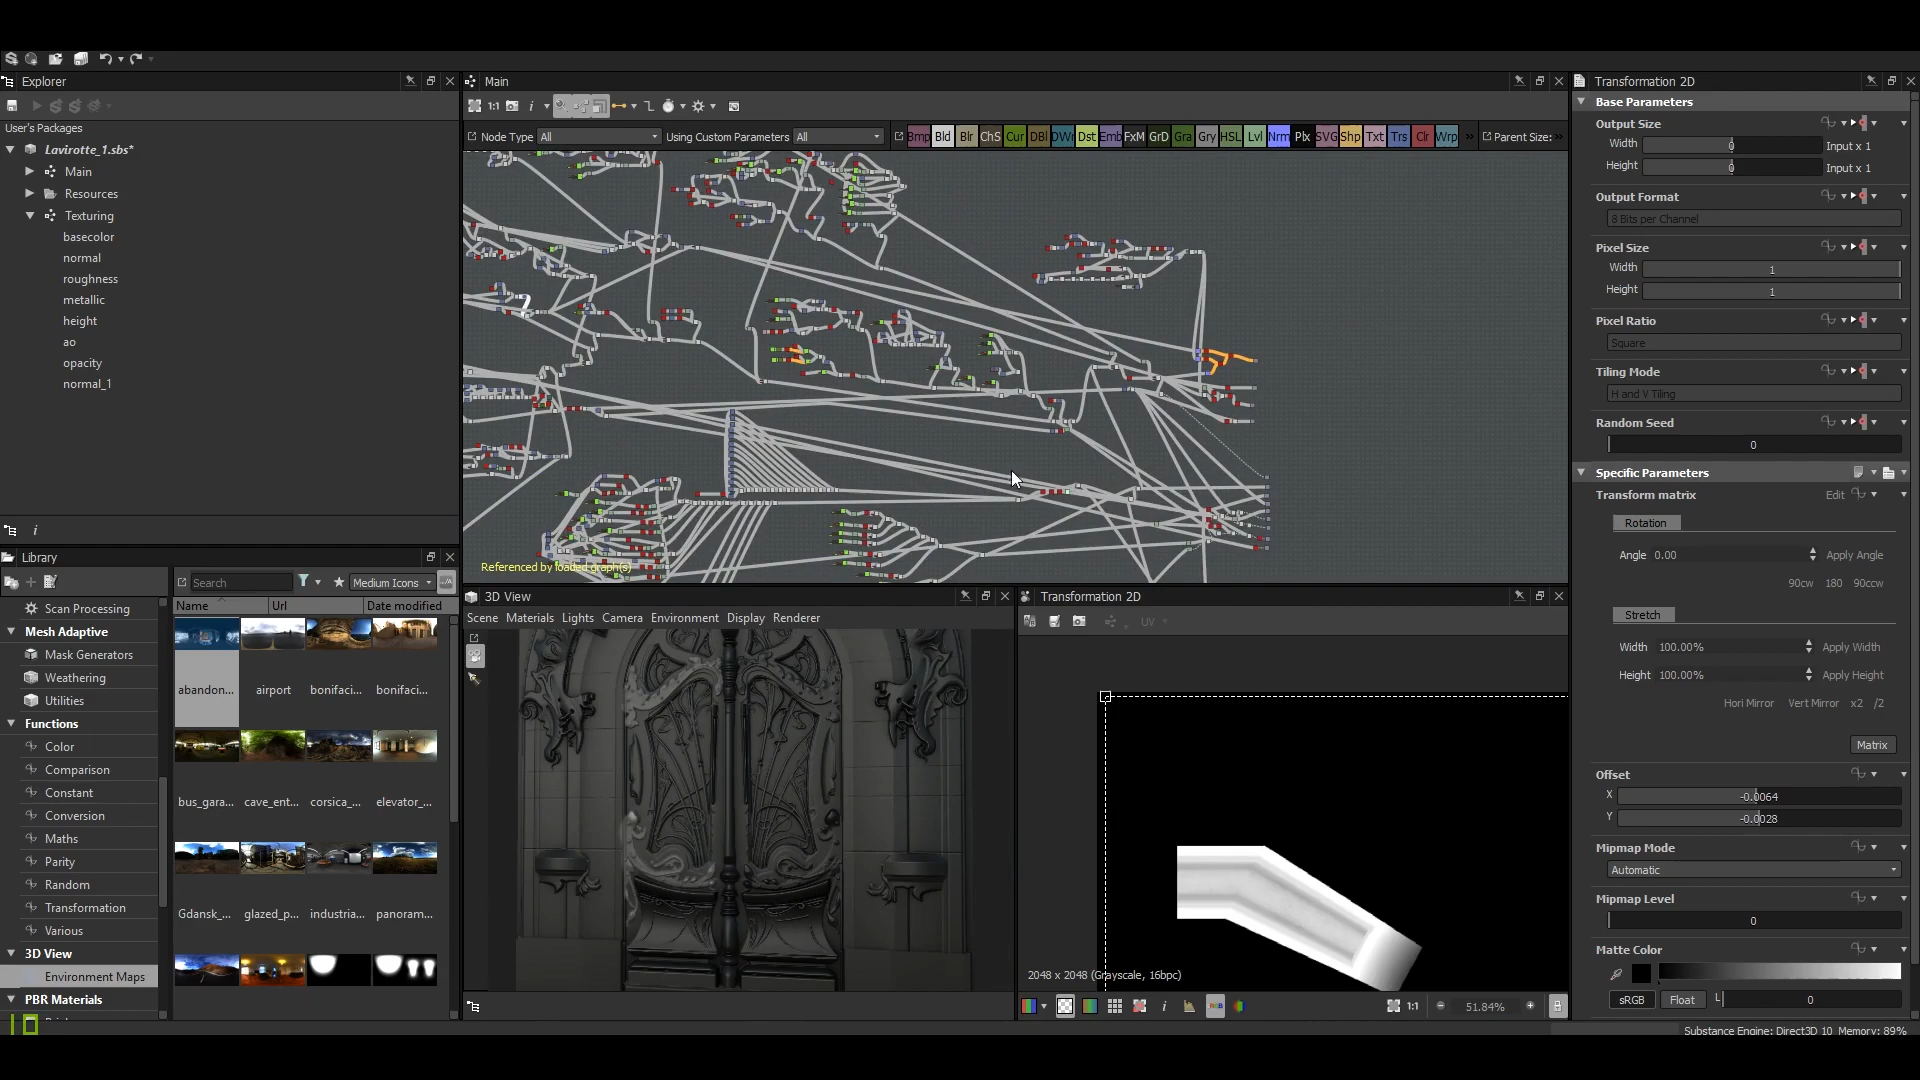 Explorer
User's Packages
Lavirotte_1.sbs*
Main
Resources
Texturing
basecolor
normal
roughness
metallic
height
ao
opacity
normal_1
i
Library
Search
Medium Icons
Name
Url
Date modified
Scan Processing
Mesh Adaptive
Mask Generators
Weathering
Utilities
Functions
Color
Comparison
Constant
Conversion
Maths
Parity
Random
Transformation
Various
3D View
Environment Maps
PBR Materials
abandon...
airport
bonifaci...
bonifaci...
bus_gara...
cave_ent...
corsica_...
elevator_...
Gdansk_...
glazed_p...
industria...
panoram...
Main
1:1
i
Node Type
All
Using Custom Parameters
All
Bmp
Bld
Blr
ChS
Cur
DBl
DWr
Dst
Emb
FxM
GrD
Gra
Gry
HSL
Lvl
Nrm
Plx
SVG
Shp
Txt
Trs
Clr
Wrp
Parent Size:
Referenced by loaded graph(s)
3D View
Scene
Materials
Lights
Camera
Environment
Display
Renderer
Transformation 2D
UV
2048 x 2048 (Grayscale, 16bpc)
i
1:1
51.84%
Transformation 2D
Base Parameters
Output Size
Width
0
Input x 1
Height
0
Input x 1
Output Format
8 Bits per Channel
Pixel Size
Width
1
Height
1
Pixel Ratio
Square
Tiling Mode
H and V Tiling
Random Seed
0
Specific Parameters
Transform matrix
Edit
Rotation
Angle
0.00
Apply Angle
90cw
180
90ccw
Stretch
Width
100.00%
Apply Width
Height
100.00%
Apply Height
Hori Mirror
Vert Mirror
x2
/2
Matrix
Offset
X
-0.0064
Y
-0.0028
Mipmap Mode
Automatic
Mipmap Level
0
Matte Color
sRGB
Float
L
0
Substance Engine: Direct3D 10 Memory: 89%